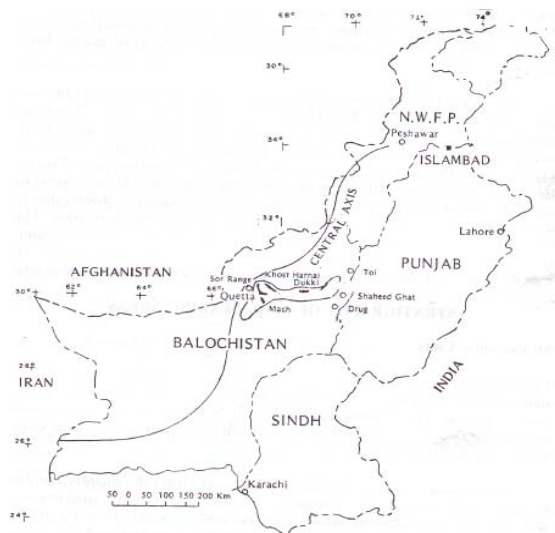 68°
70°
74°
30°
N.W.F.P.
34°
Peshawar
ISLAMBAD
32°
CENTRAL AXIS
Lahore
AFGHANISTAN
Khost Harnai
Toi
PUNJAB
Sor Range
Dukki
30°
62°
64°
66°
Quetta
Shaheed Ghat
Mach
Drug
BALOCHISTAN
INDIA
IRAN
SINDH
26°
Karachi
50 0 50 100 150 200 Km
24°